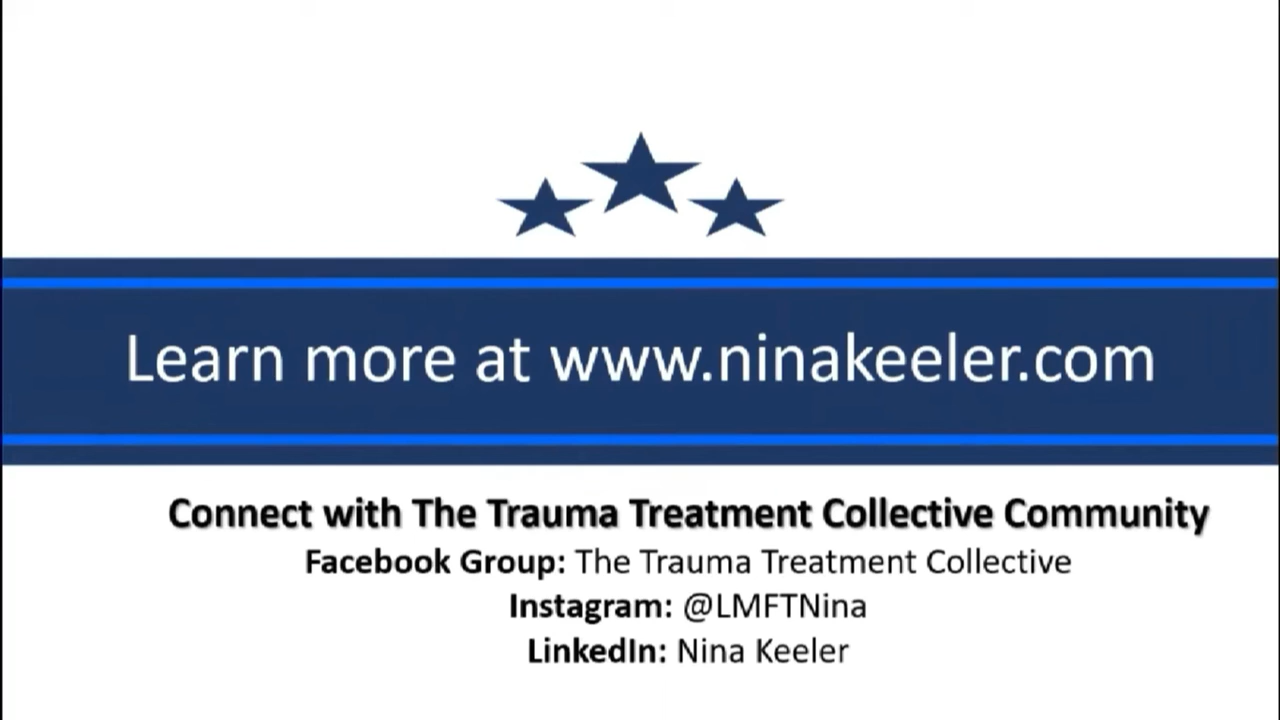 Learn more at www.ninakeeler.com
Connect with The Trauma Treatment Collective Community
Facebook Group: The Trauma Treatment Collective
Instagram: @LMFTNina
LinkedIn: Nina Keeler